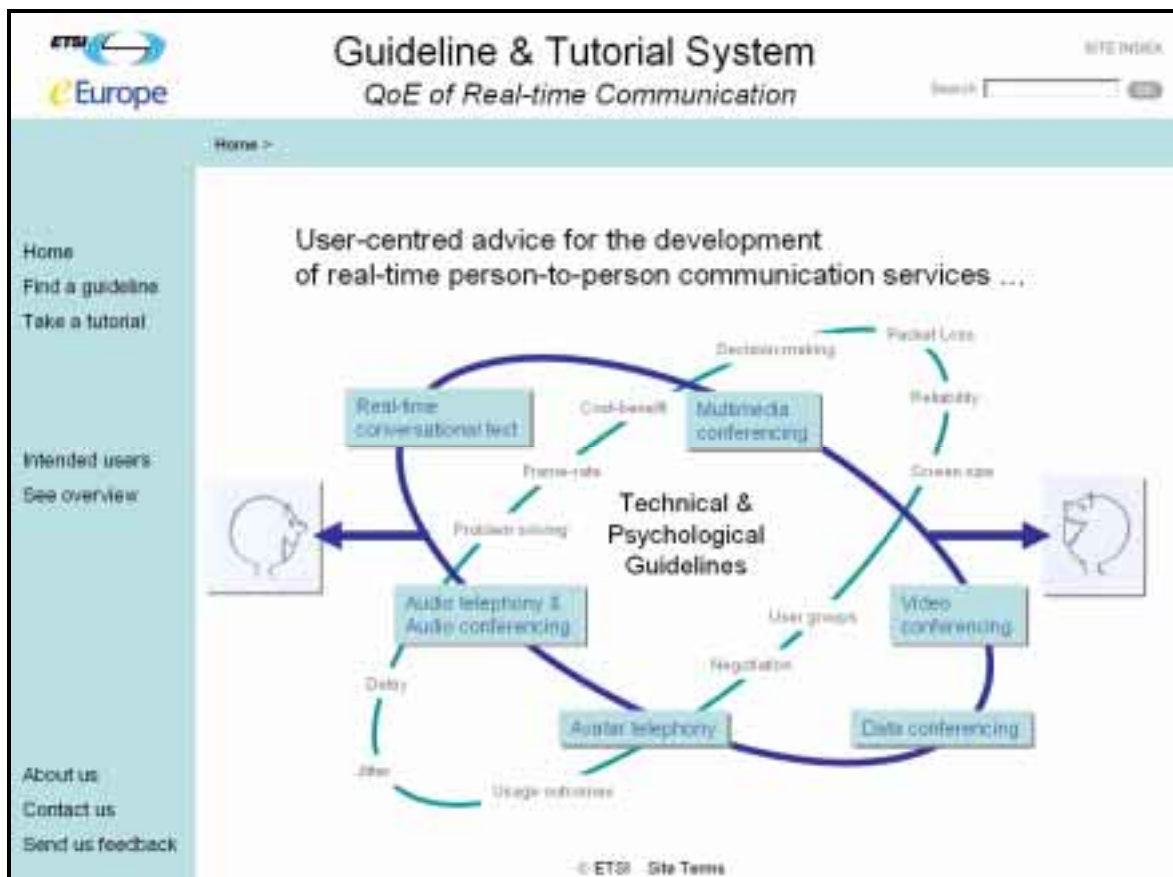 ETSI
eEurope
Guideline & Tutorial System
QoE of Real-time Communication
SITE INDEX
Search
Home >
Home
Find a guideline
Take a tutorial
Intended users
See overview
About us
Contact us
Send us feedback
User-centred advice for the development
of real-time person-to-person communication services ...
Decision making
Packet Loss
Real-time
conversational text
Cost-benefit
Multimedia
conferencing
Reliability
Frame-rate
Screen size
Problem solving
Technical &
Psychological
Guidelines
Audio telephony &
Audio conferencing
User groups
Video
conferencing
Negotiation
Delay
Avatar telephony
Data conferencing
Jitter
Usage outcomes
© ETSI Site Terms